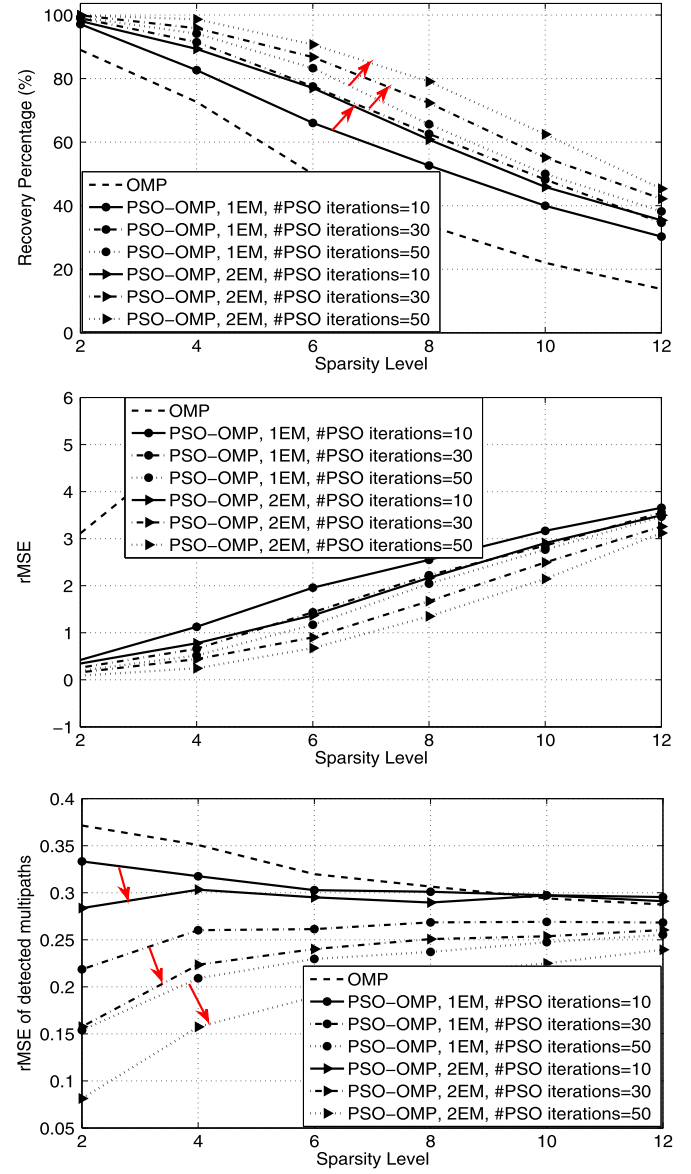 100
80
60
40
20
0
Recovery Percentage (%)
OMP
PSO−OMP, 1EM, #PSO iterations=10
PSO−OMP, 1EM, #PSO iterations=30
PSO−OMP, 1EM, #PSO iterations=50
PSO−OMP, 2EM, #PSO iterations=10
PSO−OMP, 2EM, #PSO iterations=30
PSO−OMP, 2EM, #PSO iterations=50
2 4 6 8 10 12
Sparsity Level
6
5
4
3
2
1
0
−1
rMSE
OMP
PSO−OMP, 1EM, #PSO iterations=10
PSO−OMP, 1EM, #PSO iterations=30
PSO−OMP, 1EM, #PSO iterations=50
PSO−OMP, 2EM, #PSO iterations=10
PSO−OMP, 2EM, #PSO iterations=30
PSO−OMP, 2EM, #PSO iterations=50
2 4 6 8 10 12
Sparsity Level
0.4
0.35
0.3
0.25
0.2
0.15
0.1
0.05
rMSE of detected multipaths
OMP
PSO−OMP, 1EM, #PSO iterations=10
PSO−OMP, 1EM, #PSO iterations=30
PSO−OMP, 1EM, #PSO iterations=50
PSO−OMP, 2EM, #PSO iterations=10
PSO−OMP, 2EM, #PSO iterations=30
PSO−OMP, 2EM, #PSO iterations=50
2 4 6 8 10 12
Sparsity Level